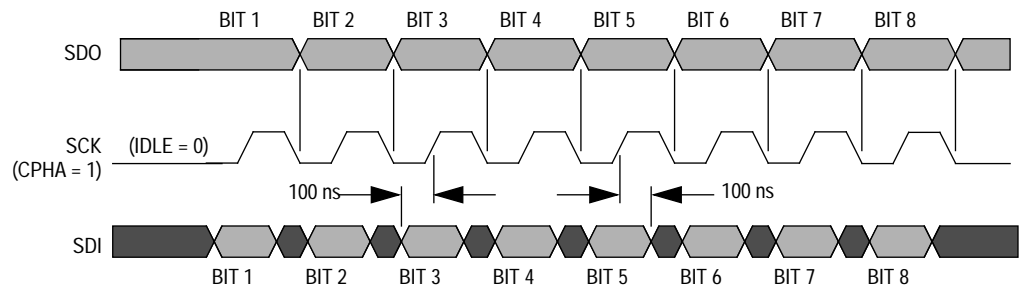 BIT 1 BIT 2 BIT 3 BIT 4 BIT 5 BIT 6 BIT 7 BIT 8
SDO
SCK (IDLE = 0)
(CPHA = 1)
100 ns 100 ns
SDI
BIT 1 BIT 2 BIT 3 BIT 4 BIT 5 BIT 6 BIT 7 BIT 8